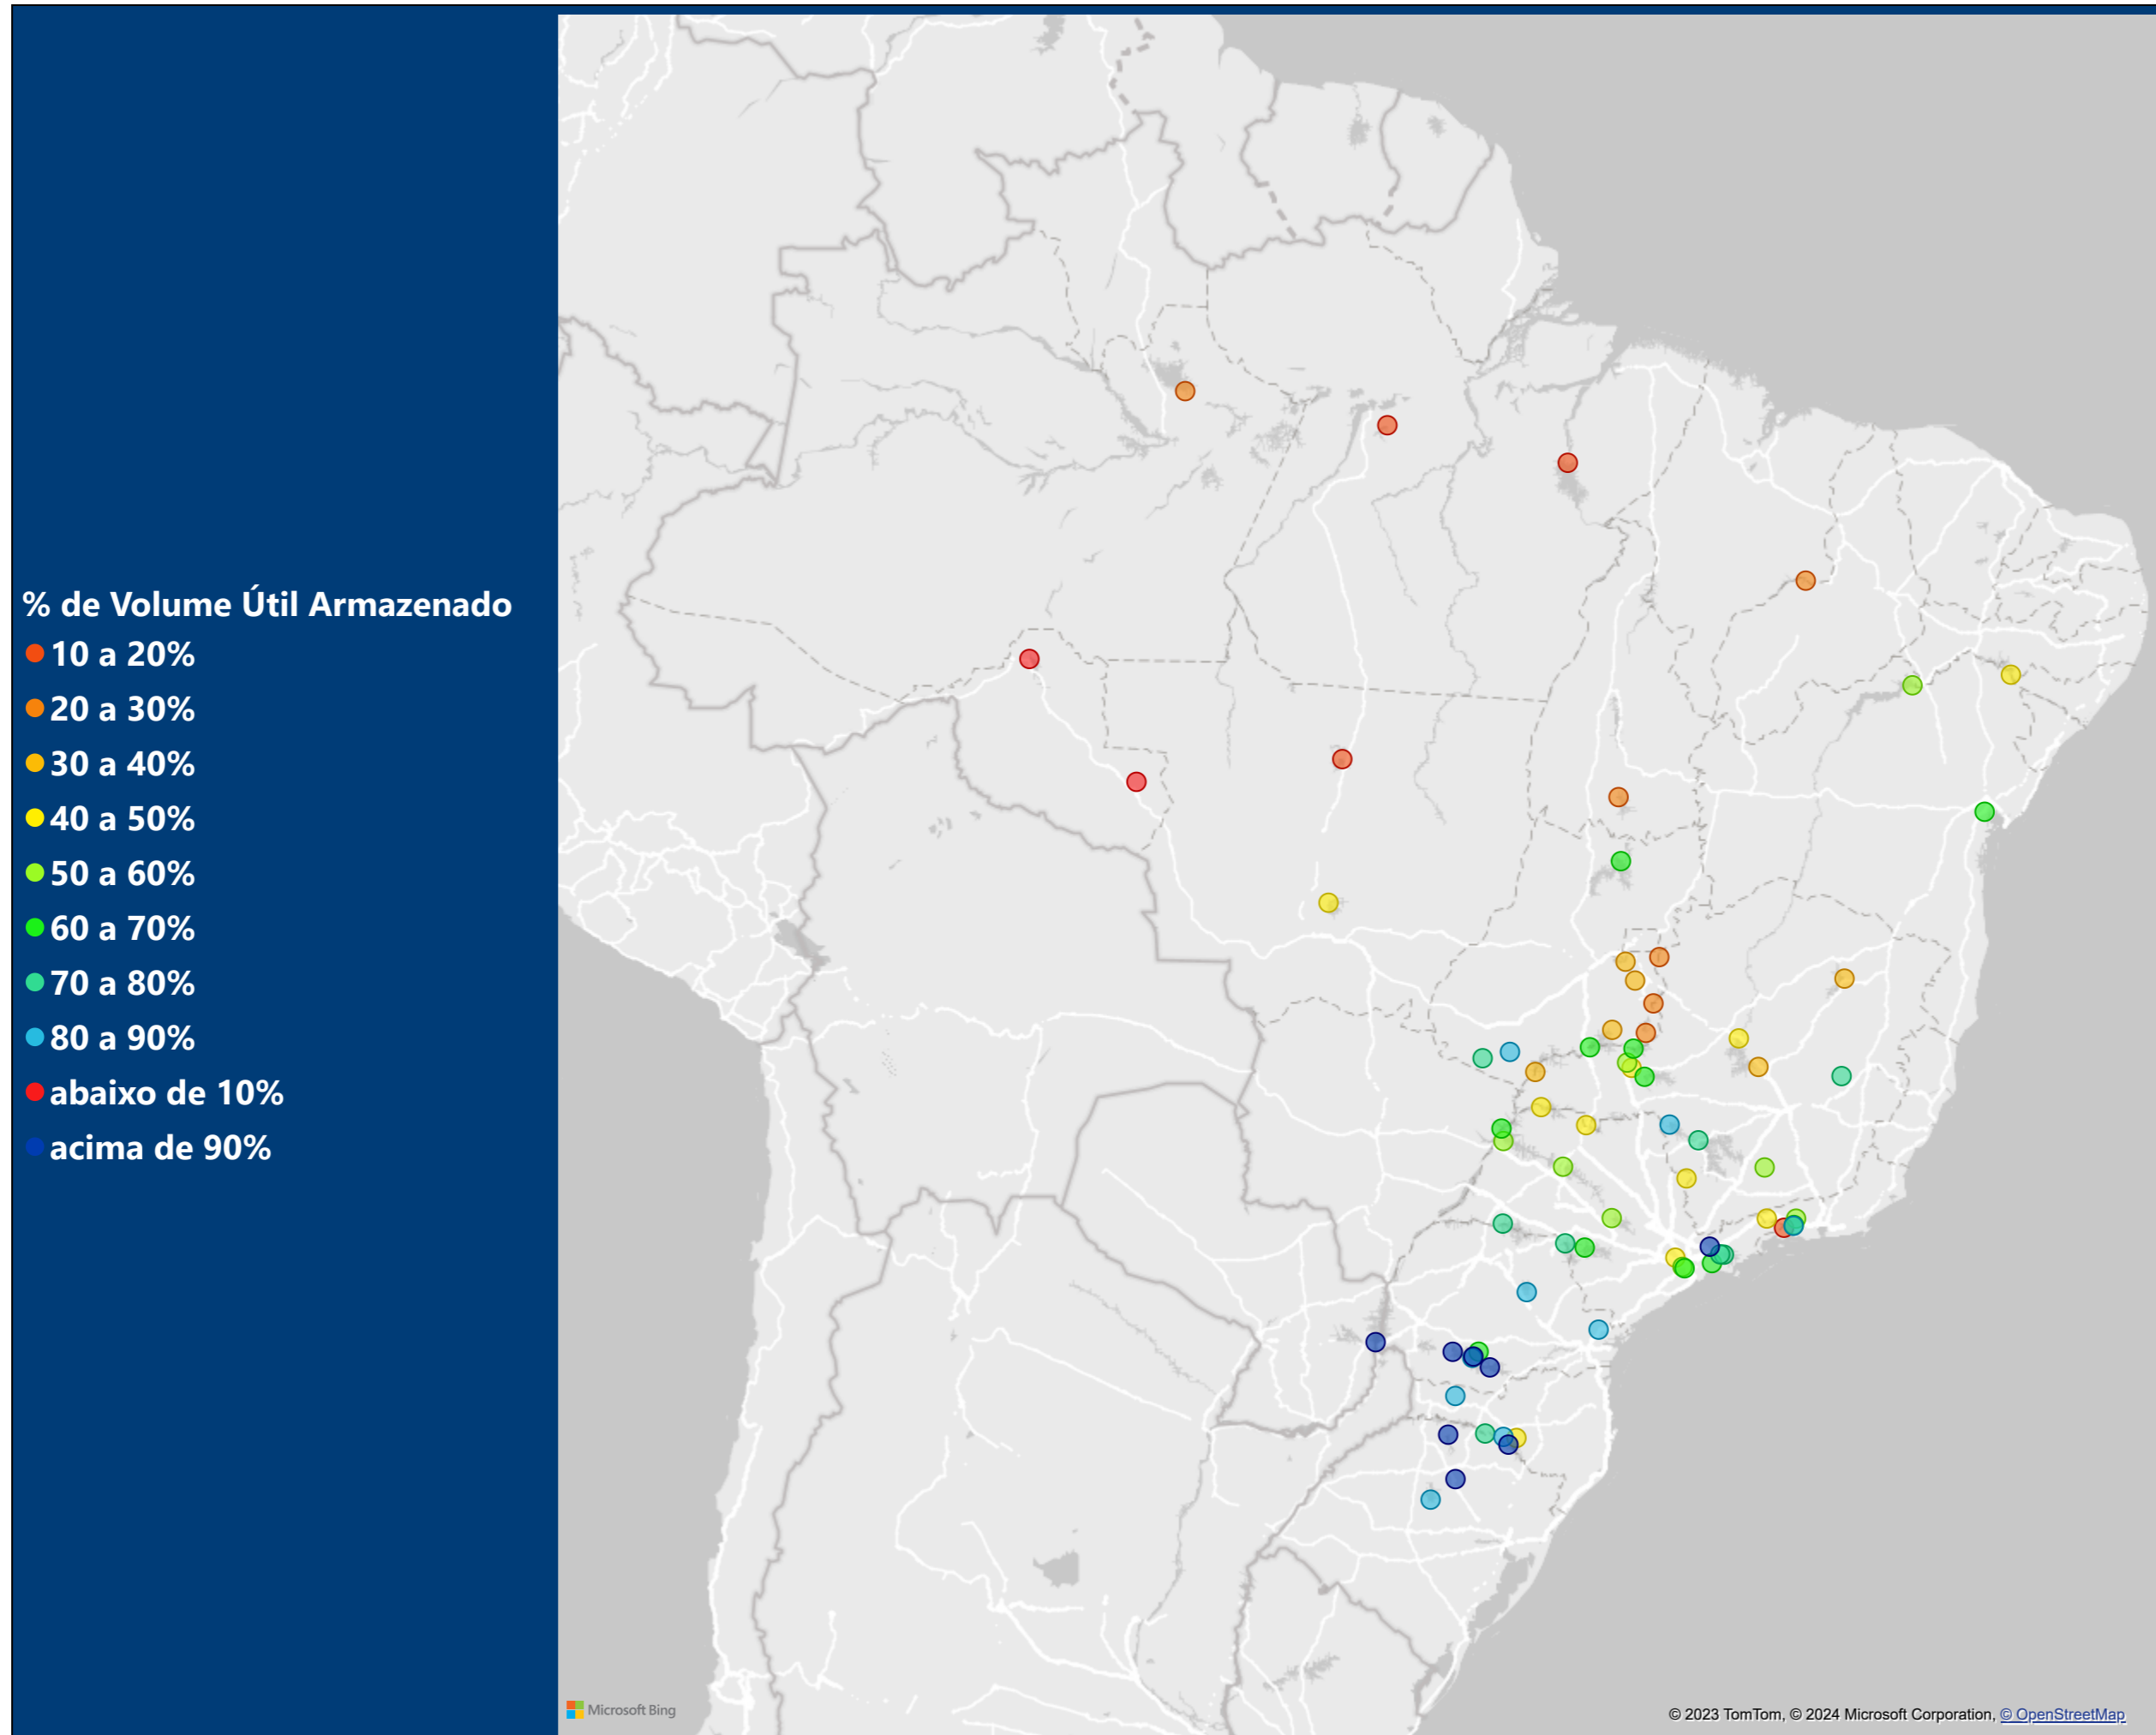 % de Volume Útil Armazenado
10 a 20%
20 a 30%
30 a 40%
40 a 50%
50 a 60%
60 a 70%
70 a 80%
80 a 90%
abaixo de 10%
acima de 90%
Microsoft Bing
© 2023 TomTom, © 2024 Microsoft Corporation, © OpenStreetMap